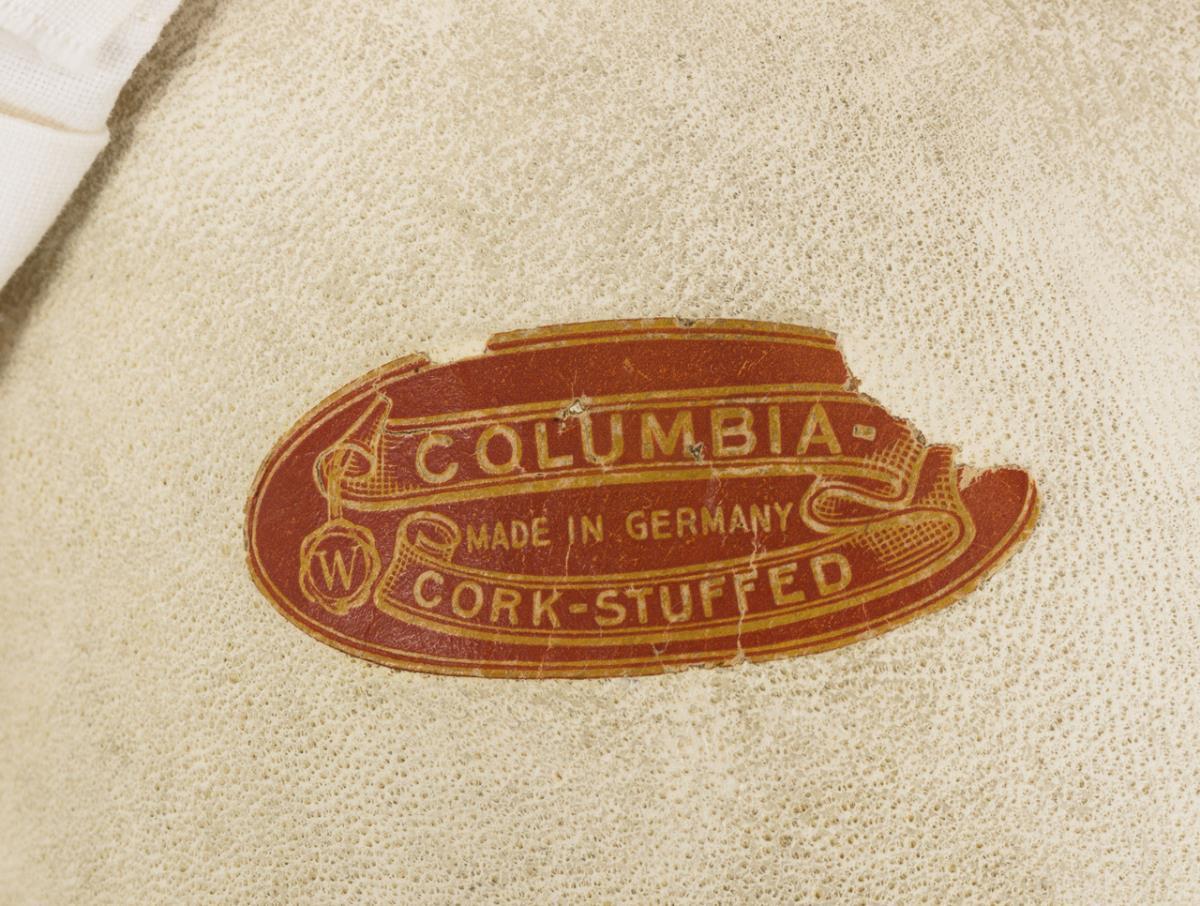 COLUMBIA-
MADE IN GERMANY
W
CORK-STUFFED